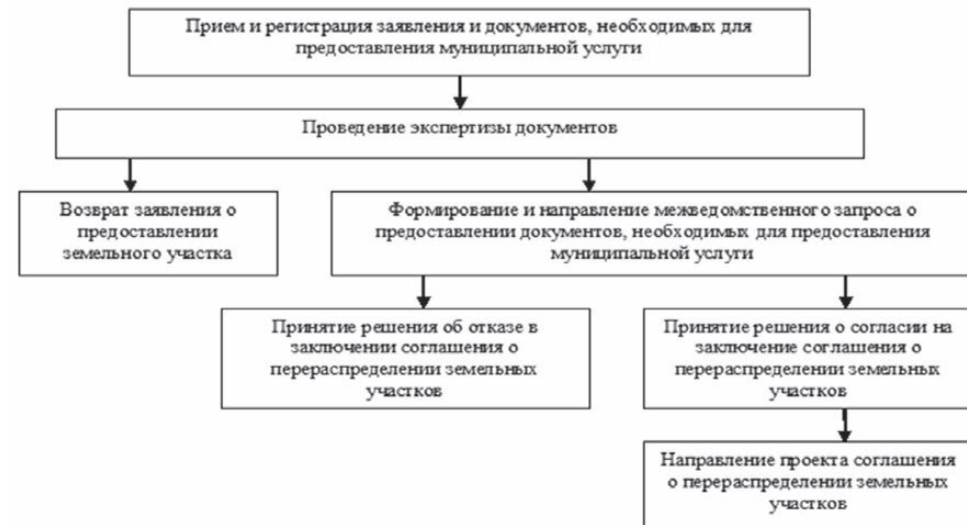 Прием и регистрация заявления и документов, необходимых для
предоставления муниципальной услуги
Проведение экспертизы документов
Возврат заявления о
предоставлении
земельного участка
Формирование и направление межведомственного запроса о
предоставлении документов, необходимых для предоставления
муниципальной услуги
Принятие решения об отказе в
заключении соглашения о
перераспределении земельных
участков
Принятие решения о согласии на
заключение соглашения о
перераспределении земельных
участков
Направление проекта соглашения
о перераспределении земельных
участков